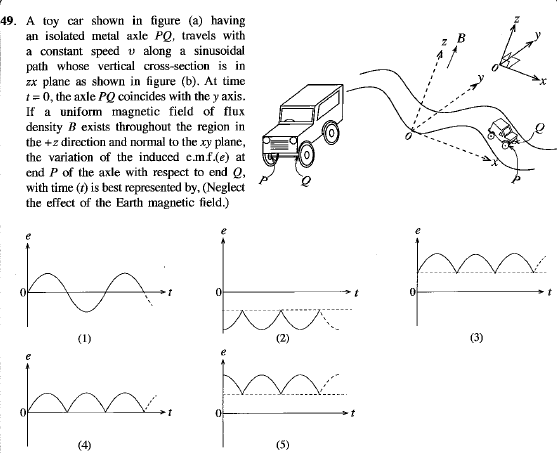 49. A toy car shown in figure (a) having
an isolated metal axle PQ, travels with
a constant speed υ along a sinusoidal
path whose vertical cross-section is in
zx plane as shown in figure (b). At time
t = 0, the axle PQ coincides with the y axis.
If a uniform magnetic field of flux
density B exists throughout the region in
the +z direction and normal to the xy plane,
the variation of the induced e.m.f.(e) at
end P of the axle with respect to end Q,
with time (t) is best represented by, (Neglect
the effect of the Earth magnetic field.)
P Q
z B
y
O
x
Q
P
z
y
O
x
e
0
t
(1)
e
0
t
(2)
e
0
t
(3)
e
0
t
(4)
e
0
t
(5)